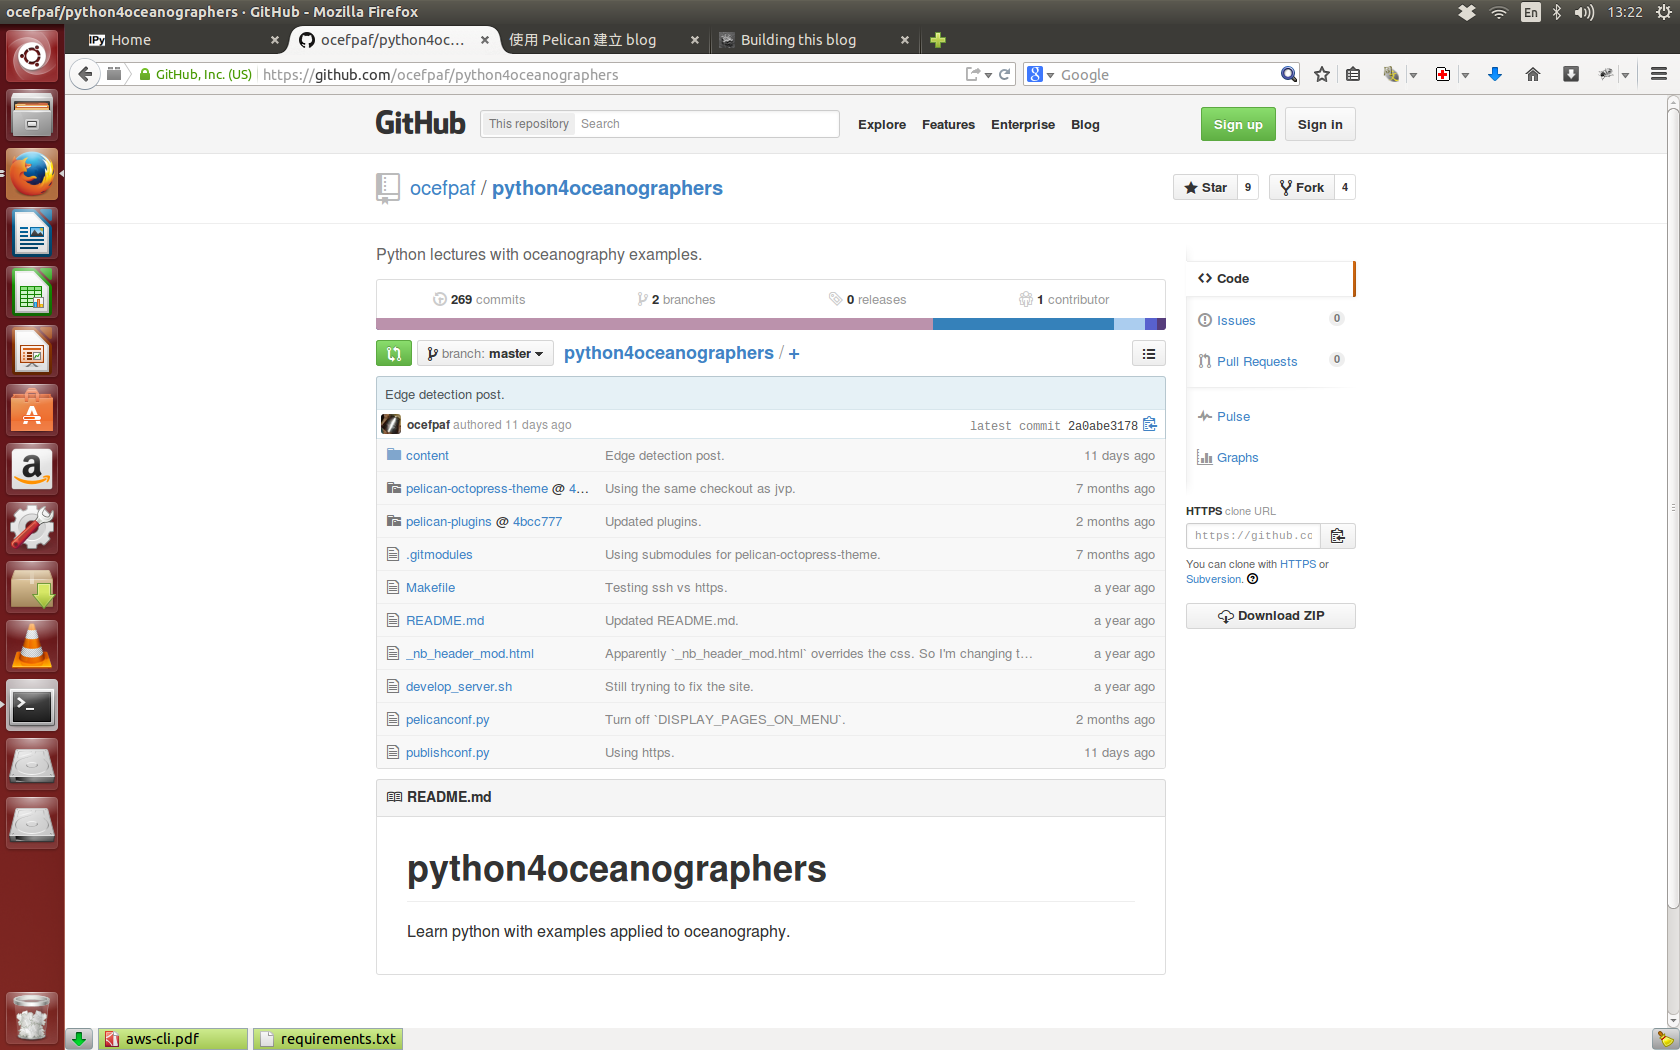 ocefpaf/python4oceanographers · GitHub - Mozilla Firefox
En
13:22
IPy Home
ocefpaf/python4oc...
使用 Pelican 建立 blog
Building this blog
GitHub, Inc. (US)
https://github.com/ocefpaf/python4oceanographers
Google
GitHub
This repository
Search
Explore
Features
Enterprise
Blog
Sign up
Sign in
ocefpaf / python4oceanographers
Star 9
Fork 4
Python lectures with oceanography examples.
269 commits
2 branches
0 releases
1 contributor
branch: master
python4oceanographers / +
Edge detection post.
ocefpaf authored 11 days ago
latest commit 2a0abe3178
content Edge detection post. 11 days ago
pelican-octopress-theme @ 4... Using the same checkout as jvp. 7 months ago
pelican-plugins @ 4bcc777 Updated plugins. 2 months ago
.gitmodules Using submodules for pelican-octopress-theme. 7 months ago
Makefile Testing ssh vs https. a year ago
README.md Updated README.md. a year ago
_nb_header_mod.html Apparently `_nb_header_mod.html` overrides the css. So I'm changing t... a year ago
develop_server.sh Still tryning to fix the site. a year ago
pelicanconf.py Turn off `DISPLAY_PAGES_ON_MENU`. 2 months ago
publishconf.py Using https. 11 days ago
README.md
python4oceanographers
Learn python with examples applied to oceanography.
Code
Issues 0
Pull Requests 0
Pulse
Graphs
HTTPS clone URL
https://github.cc
You can clone with HTTPS or
Subversion.
Download ZIP
aws-cli.pdf
requirements.txt